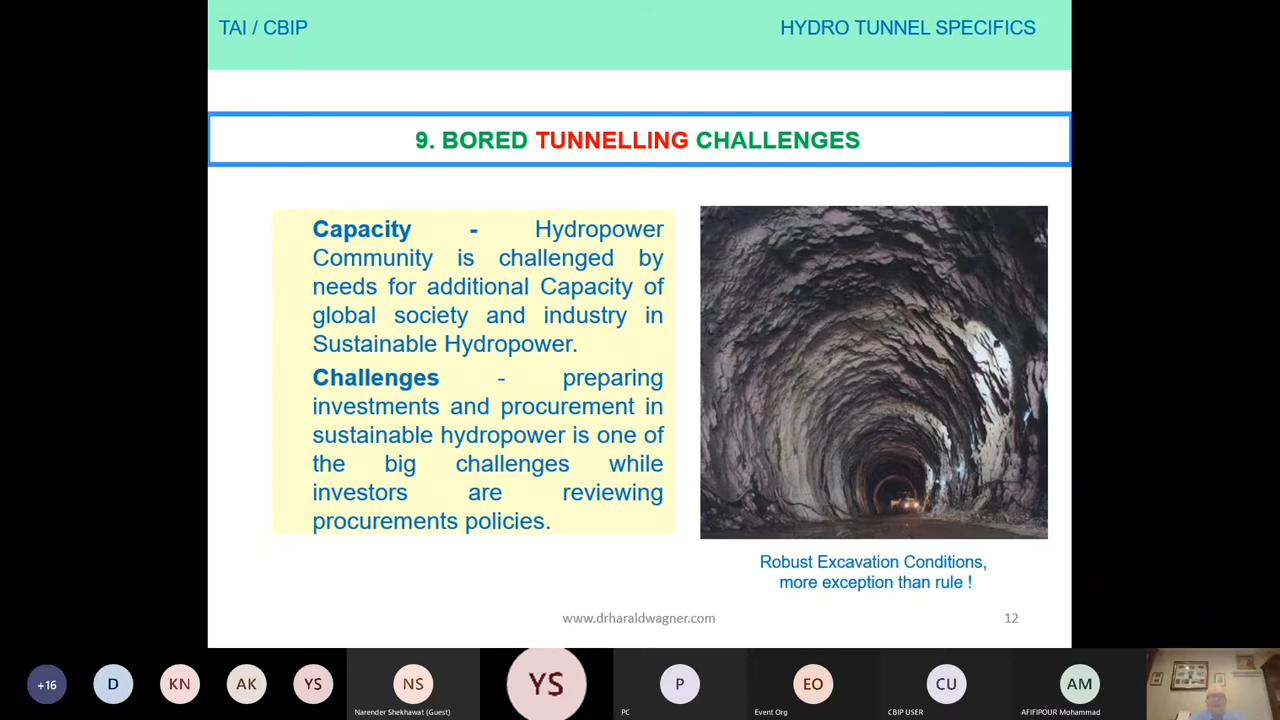 TAI / CBIP
HYDRO TUNNEL SPECIFICS
9. BORED TUNNELLING CHALLENGES
Capacity - Hydropower
Community is challenged by
needs for additional Capacity of
global society and industry in
Sustainable Hydropower.
Challenges - preparing
investments and procurement in
sustainable hydropower is one of
the big challenges while
investors are reviewing
procurements policies.
Robust Excavation Conditions,
more exception than rule !
www.drharaldwagner.com
12
+16
D
KN
AK
YS
NS
YS
P
EO
CU
AM
Narender Shekhawat (Guest)
PC
Event Org
CBIP USER
AFIFIPOUR Mohammad